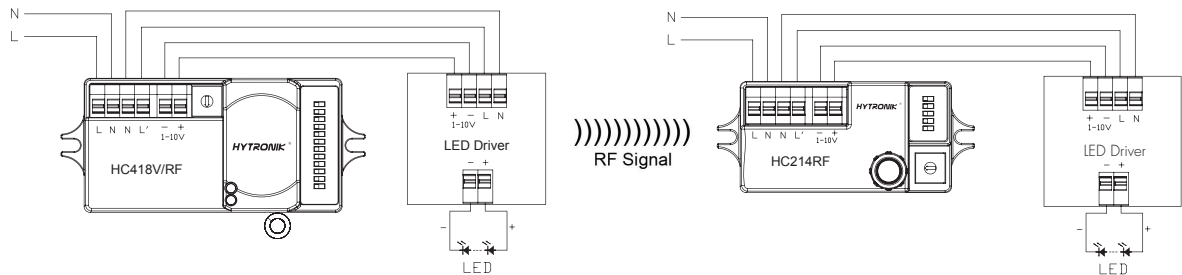 N
L
L N N L' - +
1-10V
HYTRONIK®
HC418V/RF
+ - L N
1-10V
LED Driver
- +
- +
LED
RF Signal
N
L
L N N L' - +
1-10V
HYTRONIK®
HC214RF
+ - L N
1-10V
LED Driver
- +
- +
LED